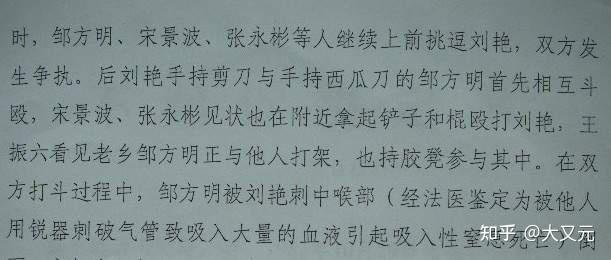 时，邹方明、宋景波、张永彬等人继续上前挑逗刘艳，双方发
生争执。后刘艳手持剪刀与手持西瓜刀的邹方明首先相互斗
殴，宋景波、张永彬见状也在附近拿起铲子和棍殴打刘艳，王
振六看见老乡邹方明正与他人打架，也持胶凳参与其中。在双
方打斗过程中，邹方明被刘艳刺中喉部（经法医鉴定为被他人
用锐器刺破气管致吸入大量的血液引起吸入性窒息死亡）
知乎 @大又元